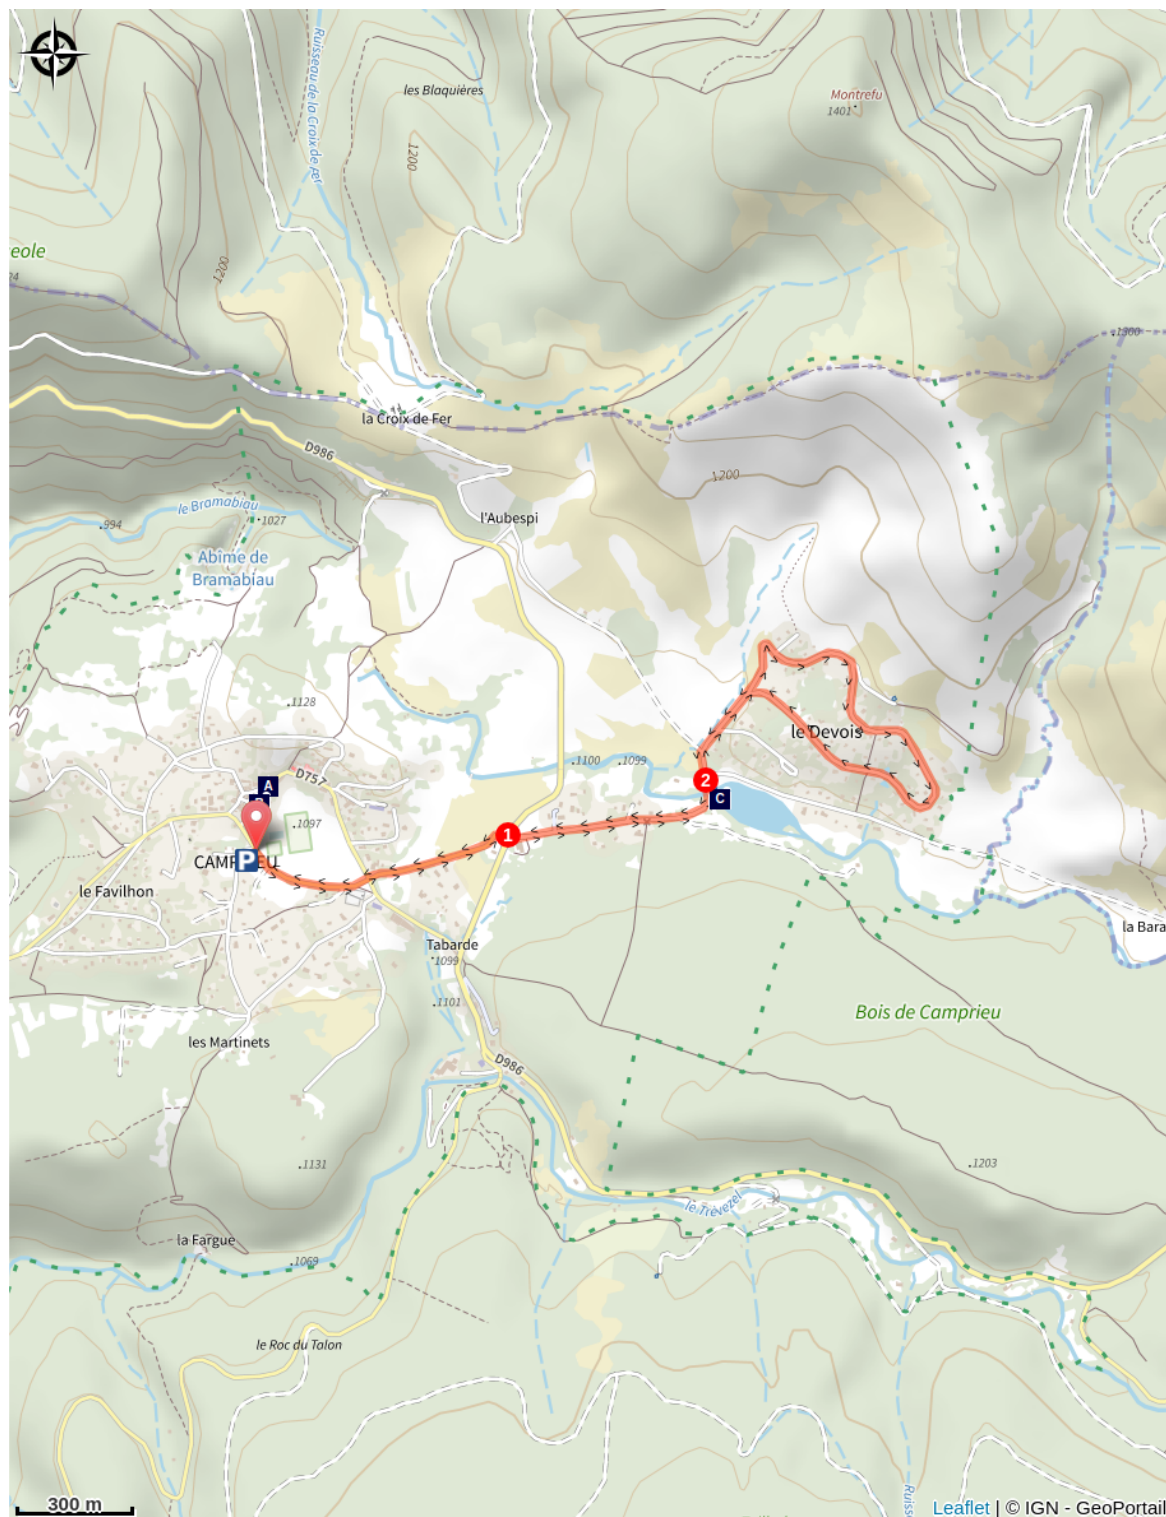 Ruisseau de la Croix de Fer
les Blaquières
Montrefu
1401
1200
eole
24
1200
1300
la Croix de Fer
D986
1200
le Bramabiau
994
1027
l'Aubespi
Abîme de
Bramabiau
1128
le Devois
1100
1099
2
A
D757
C
1097
1
P
le Favilhon
la Bara
Tabarde
1099
1101
Bois de Camprieu
les Martinets
D986
1131
1203
le Trévezel
la Fargue
1069
le Roc du Talon
Ruiss
300 m
Leaflet | © IGN - GeoPortail